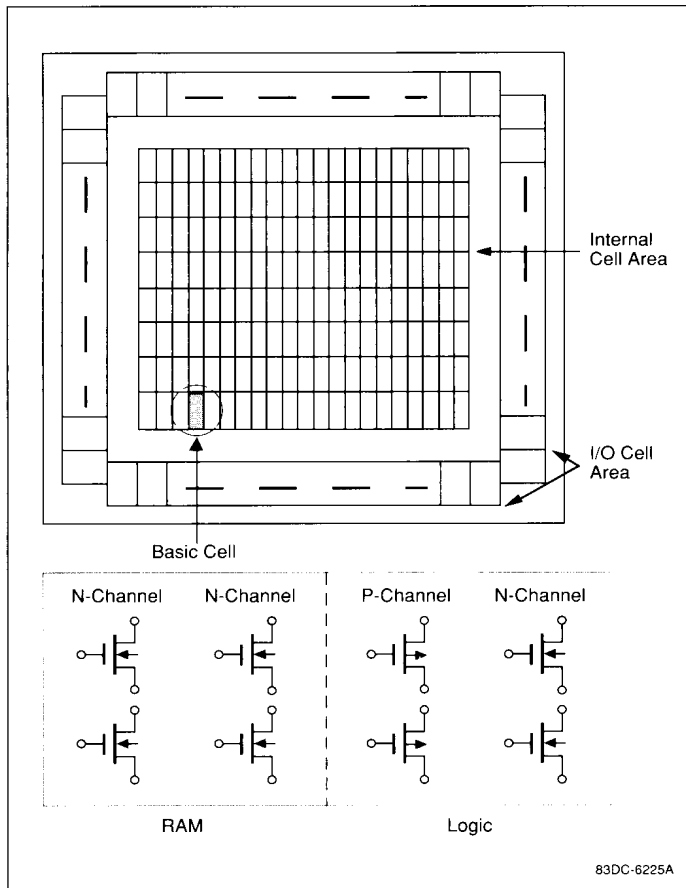 Internal
Cell Area
I/O Cell
Area
Basic Cell
N-Channel N-Channel P-Channel N-Channel
RAM Logic
83DC-6225A